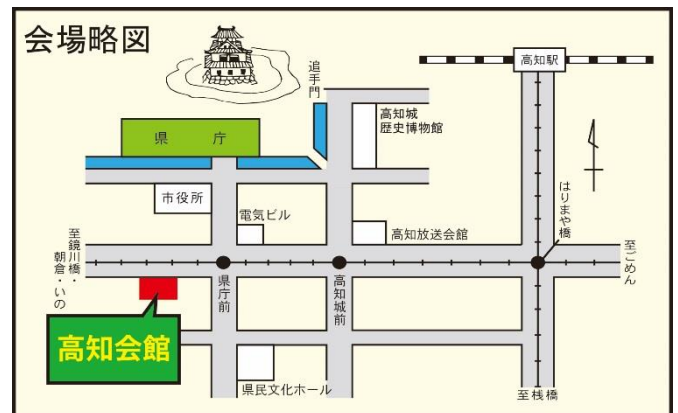 会場略図
追手門
高知駅
高知城
歴史博物館
県庁
市役所
電気ビル
高知放送会館
はりまや橋
至鏡川橋・
朝倉・いの
至ごめん
県庁前
高知城前
高知会館
県民文化ホール
至桟橋